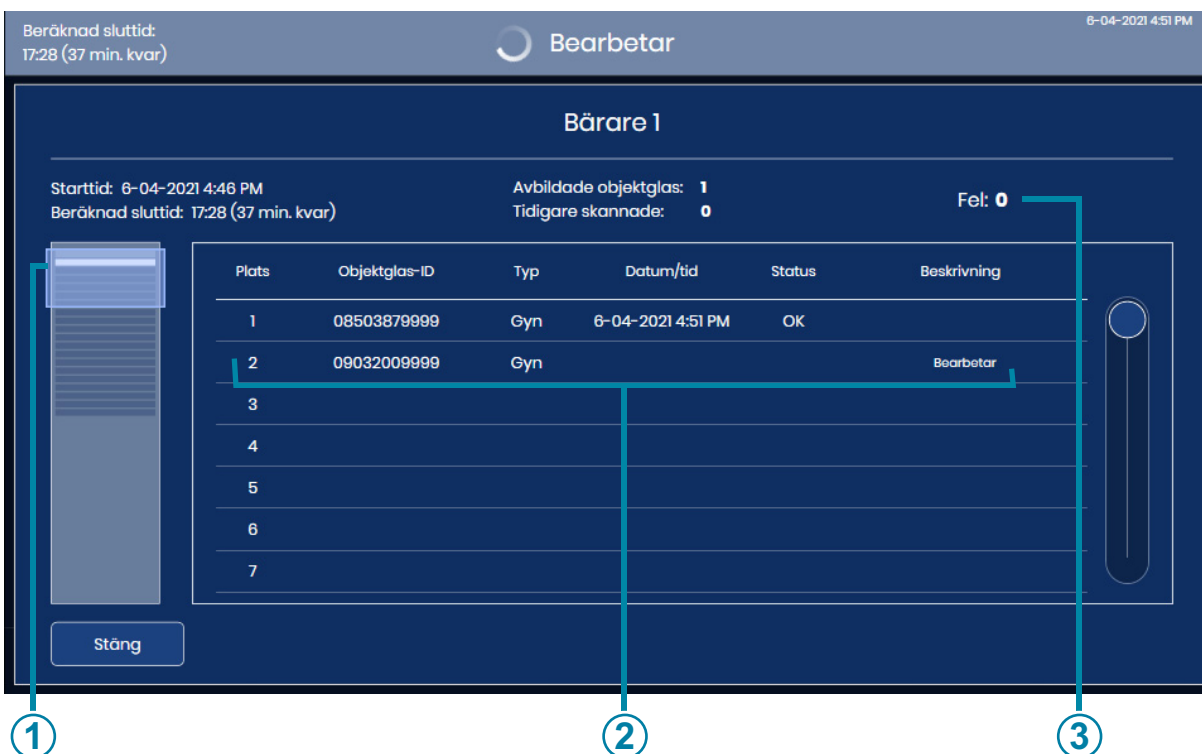 Beräknad sluttid:
17:28 (37 min. kvar)
Bearbetar
6-04-2021 4:51 PM
Bärare 1
Starttid: 6-04-2021 4:46 PM
Beräknad sluttid: 17:28 (37 min. kvar)
Avbildade objektglas: 1
Tidigare skannade: 0
Fel: 0
Plats Objektglas-ID Typ Datum/tid Status Beskrivning
1 08503879999 Gyn 6-04-2021 4:51 PM OK
2 09032009999 Gyn Bearbetar
3
4
5
6
7
Stäng
1 2 3